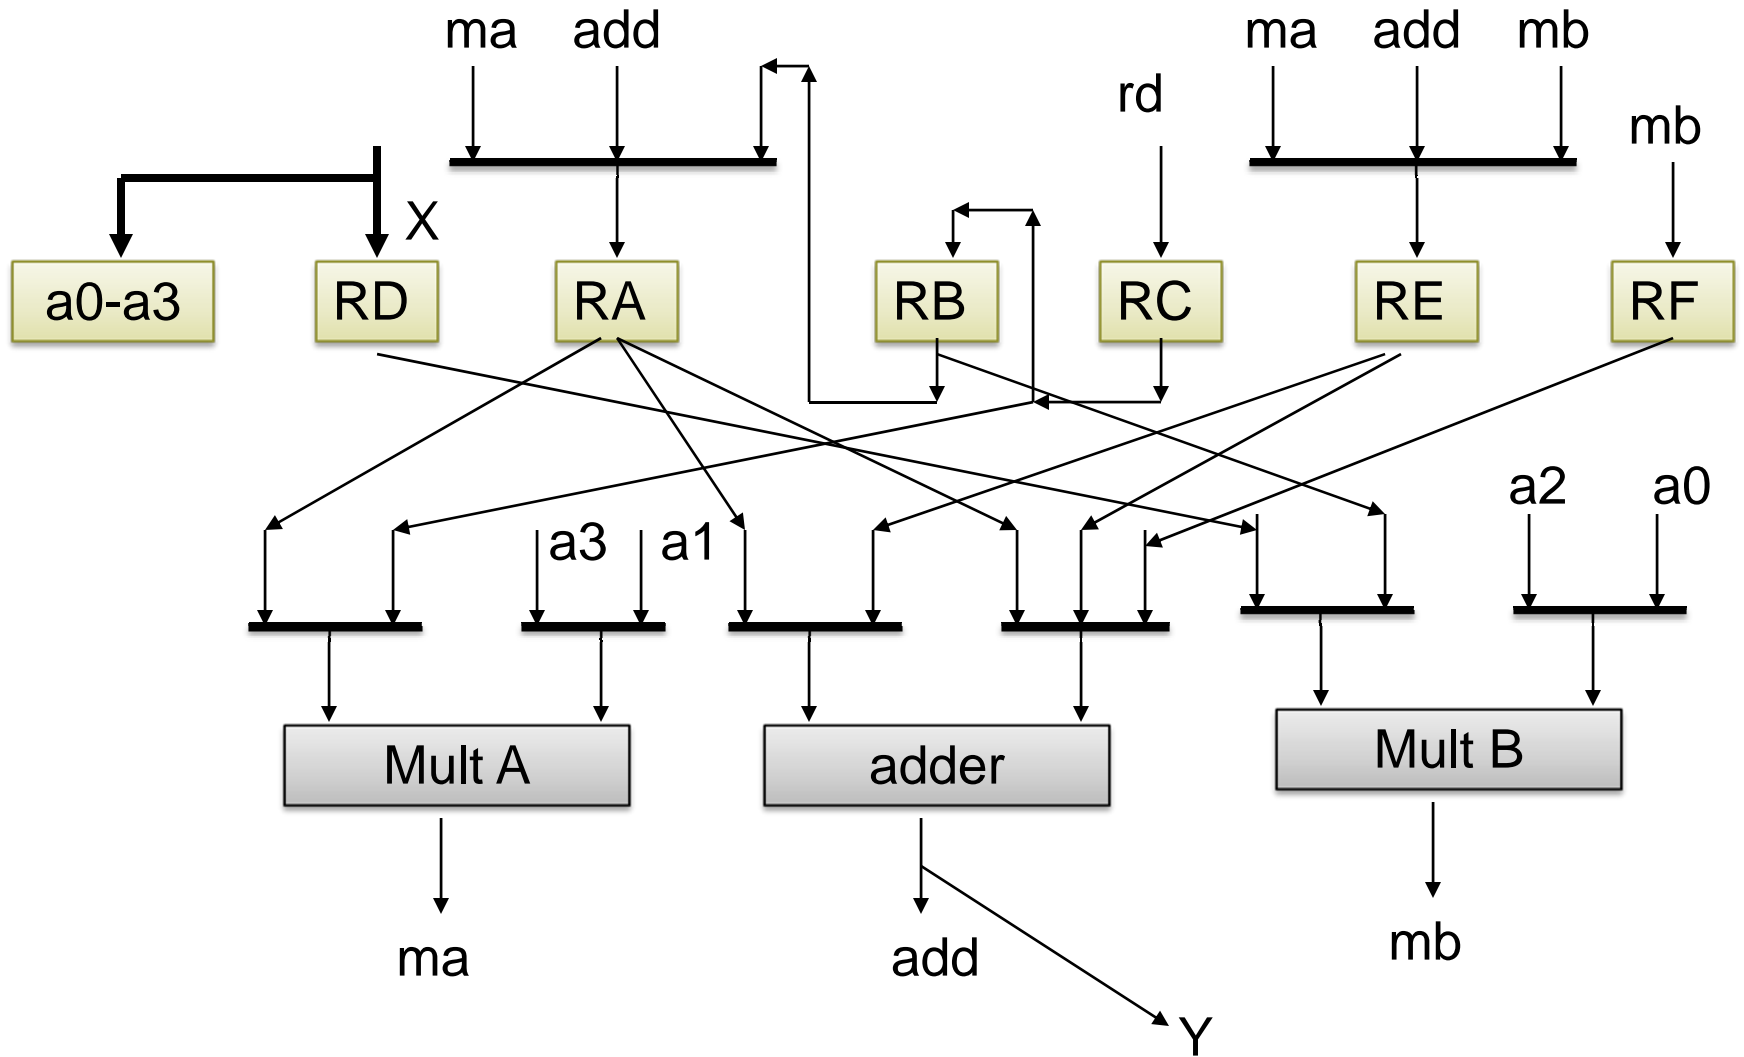 ma add ma add mb
rd
mb
X
a0-a3 RD RA RB RC RE RF
a2 a0
a3 a1
Mult A adder Mult B
ma add mb
Y